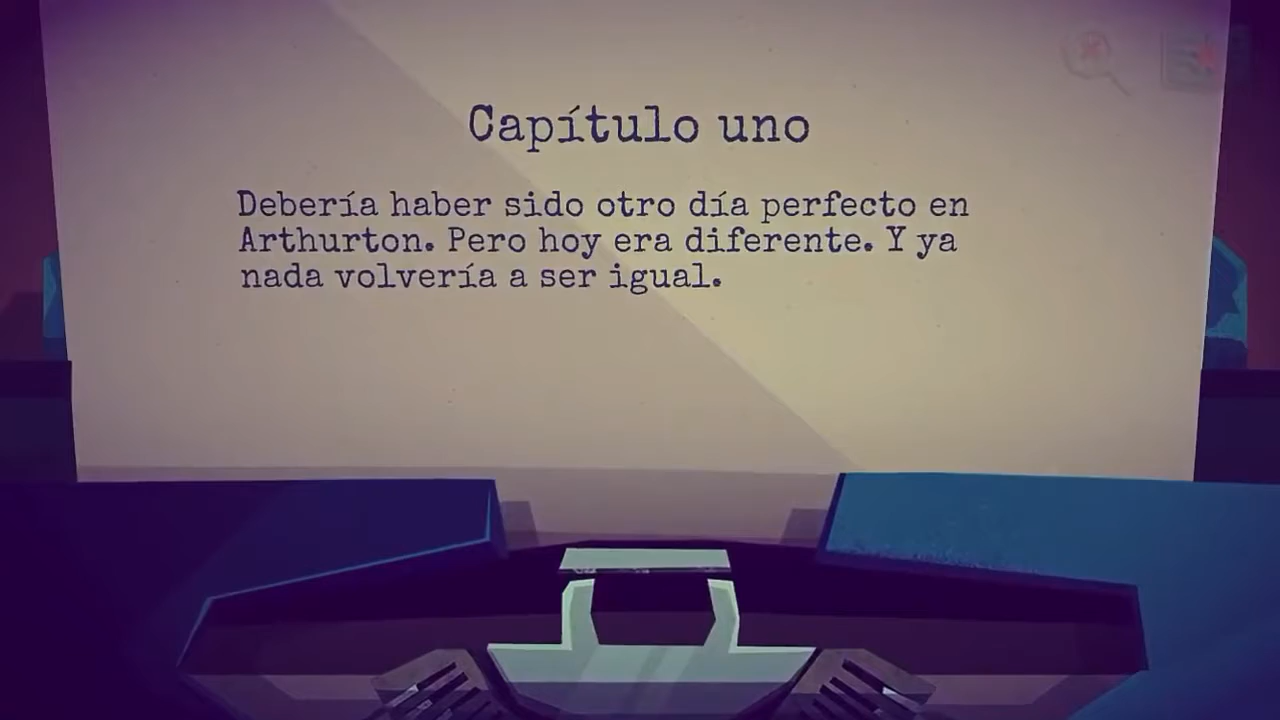 Capítulo uno
Debería haber sido otro día perfecto en
Arthurton. Pero hoy era diferente. Y ya
nada volvería a ser igual.